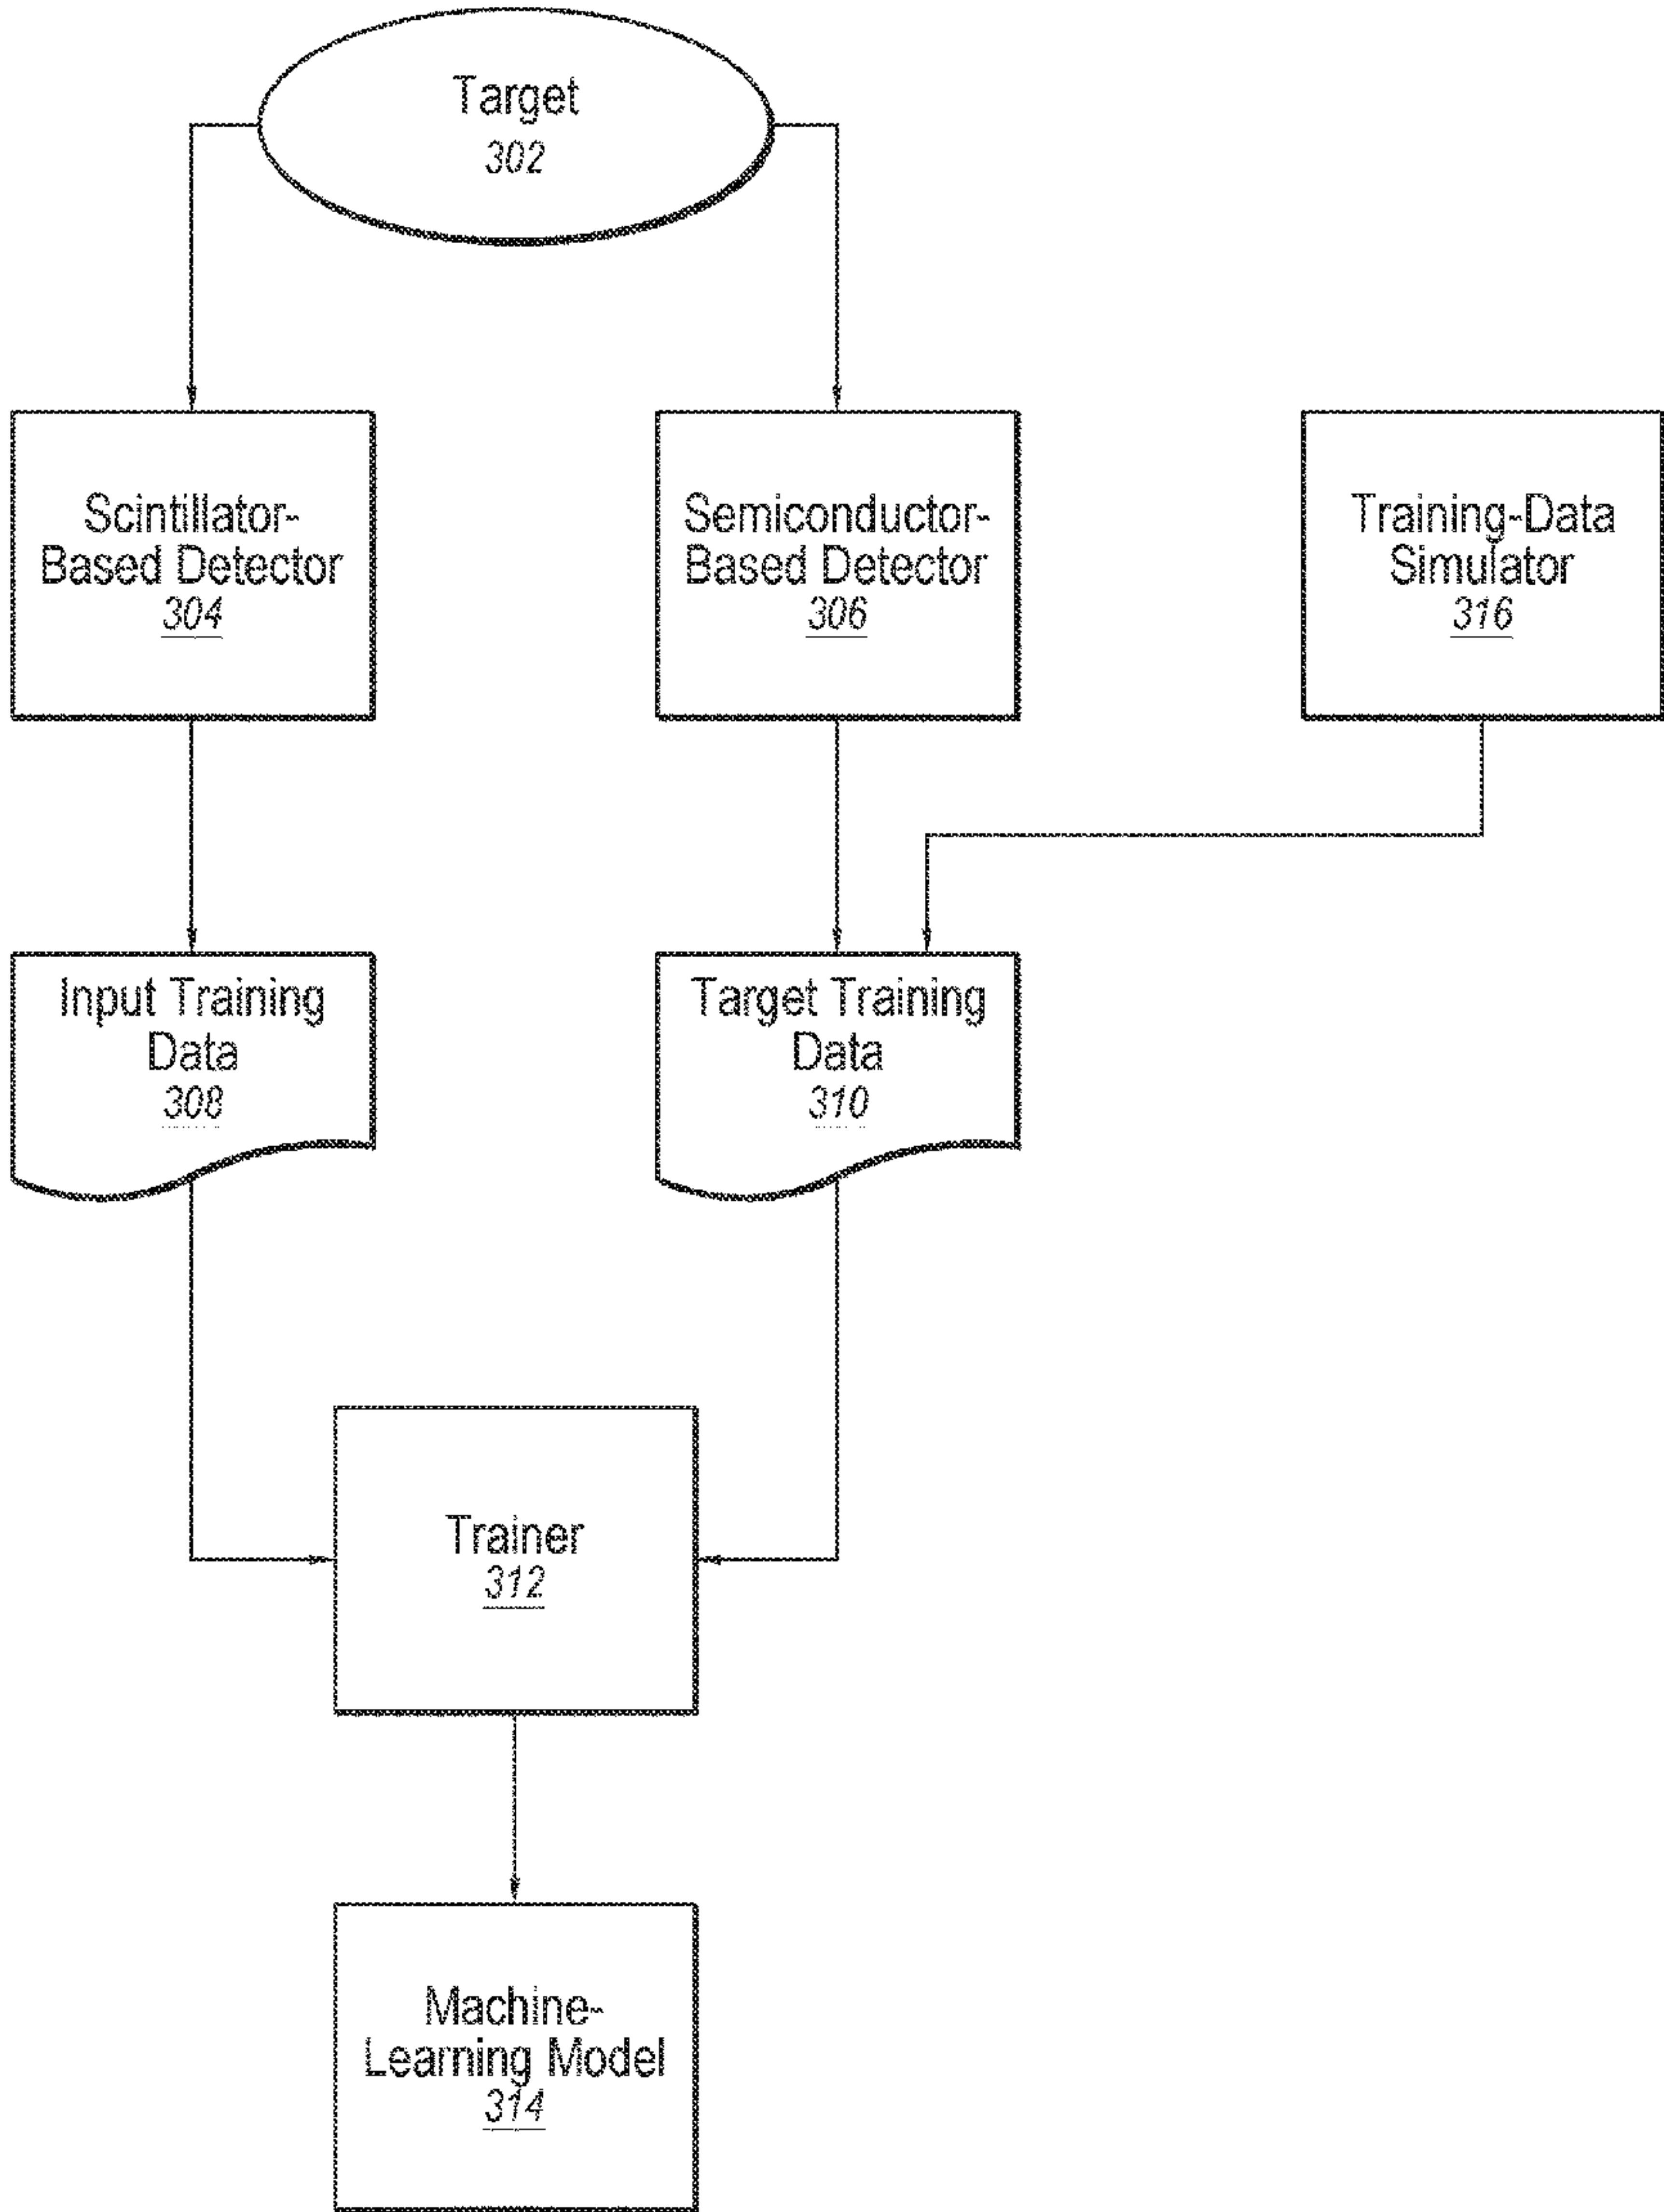 Target
302
Scintillator-
Based Detector
304
Semiconductor-
Based Detector
306
Training-Data
Simulator
316
Input Training
Data
308
Target Training
Data
310
Trainer
312
Machine-
Learning Model
314